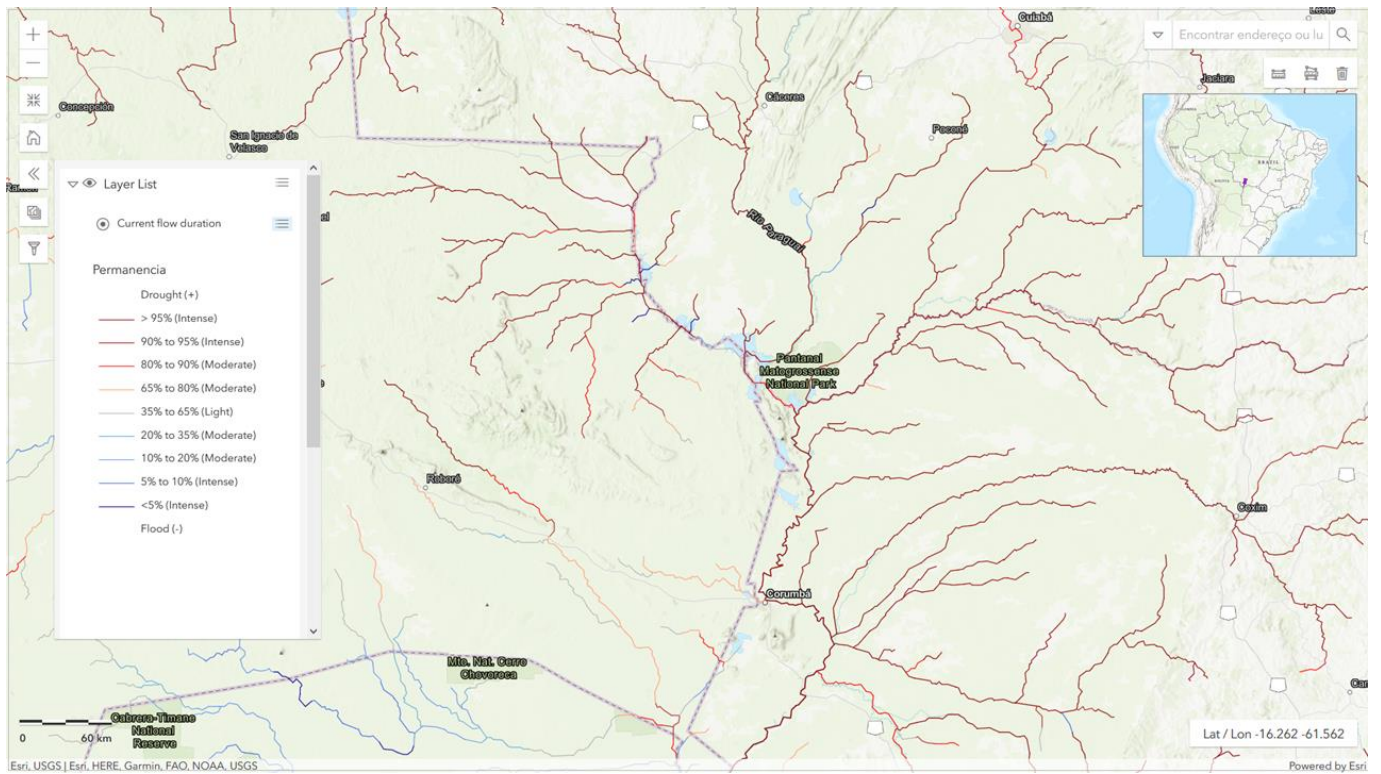 Cuiabá
Encontrar endereço ou lu
Jaciara
Concepción
Cáceres
San Ignacio de
Velasco
Poconé
BRASIL
Layer List
Current flow duration
Rio Paraguai
Permanencia
Drought (+)
> 95% (Intense)
90% to 95% (Intense)
80% to 90% (Moderate)
65% to 80% (Moderate)
35% to 65% (Light)
20% to 35% (Moderate)
10% to 20% (Moderate)
5% to 10% (Intense)
<5% (Intense)
Flood (-)
Pantanal
Matogrossense
National Park
Roboré
Coxim
Corumbá
Mto. Nat. Cerro
Chovoreca
Cabrera-Timane
National
Reserve
0 60 km
Lat / Lon -16.262 -61.562
Esri, USGS | Esri, HERE, Garmin, FAO, NOAA, USGS
Powered by Esri